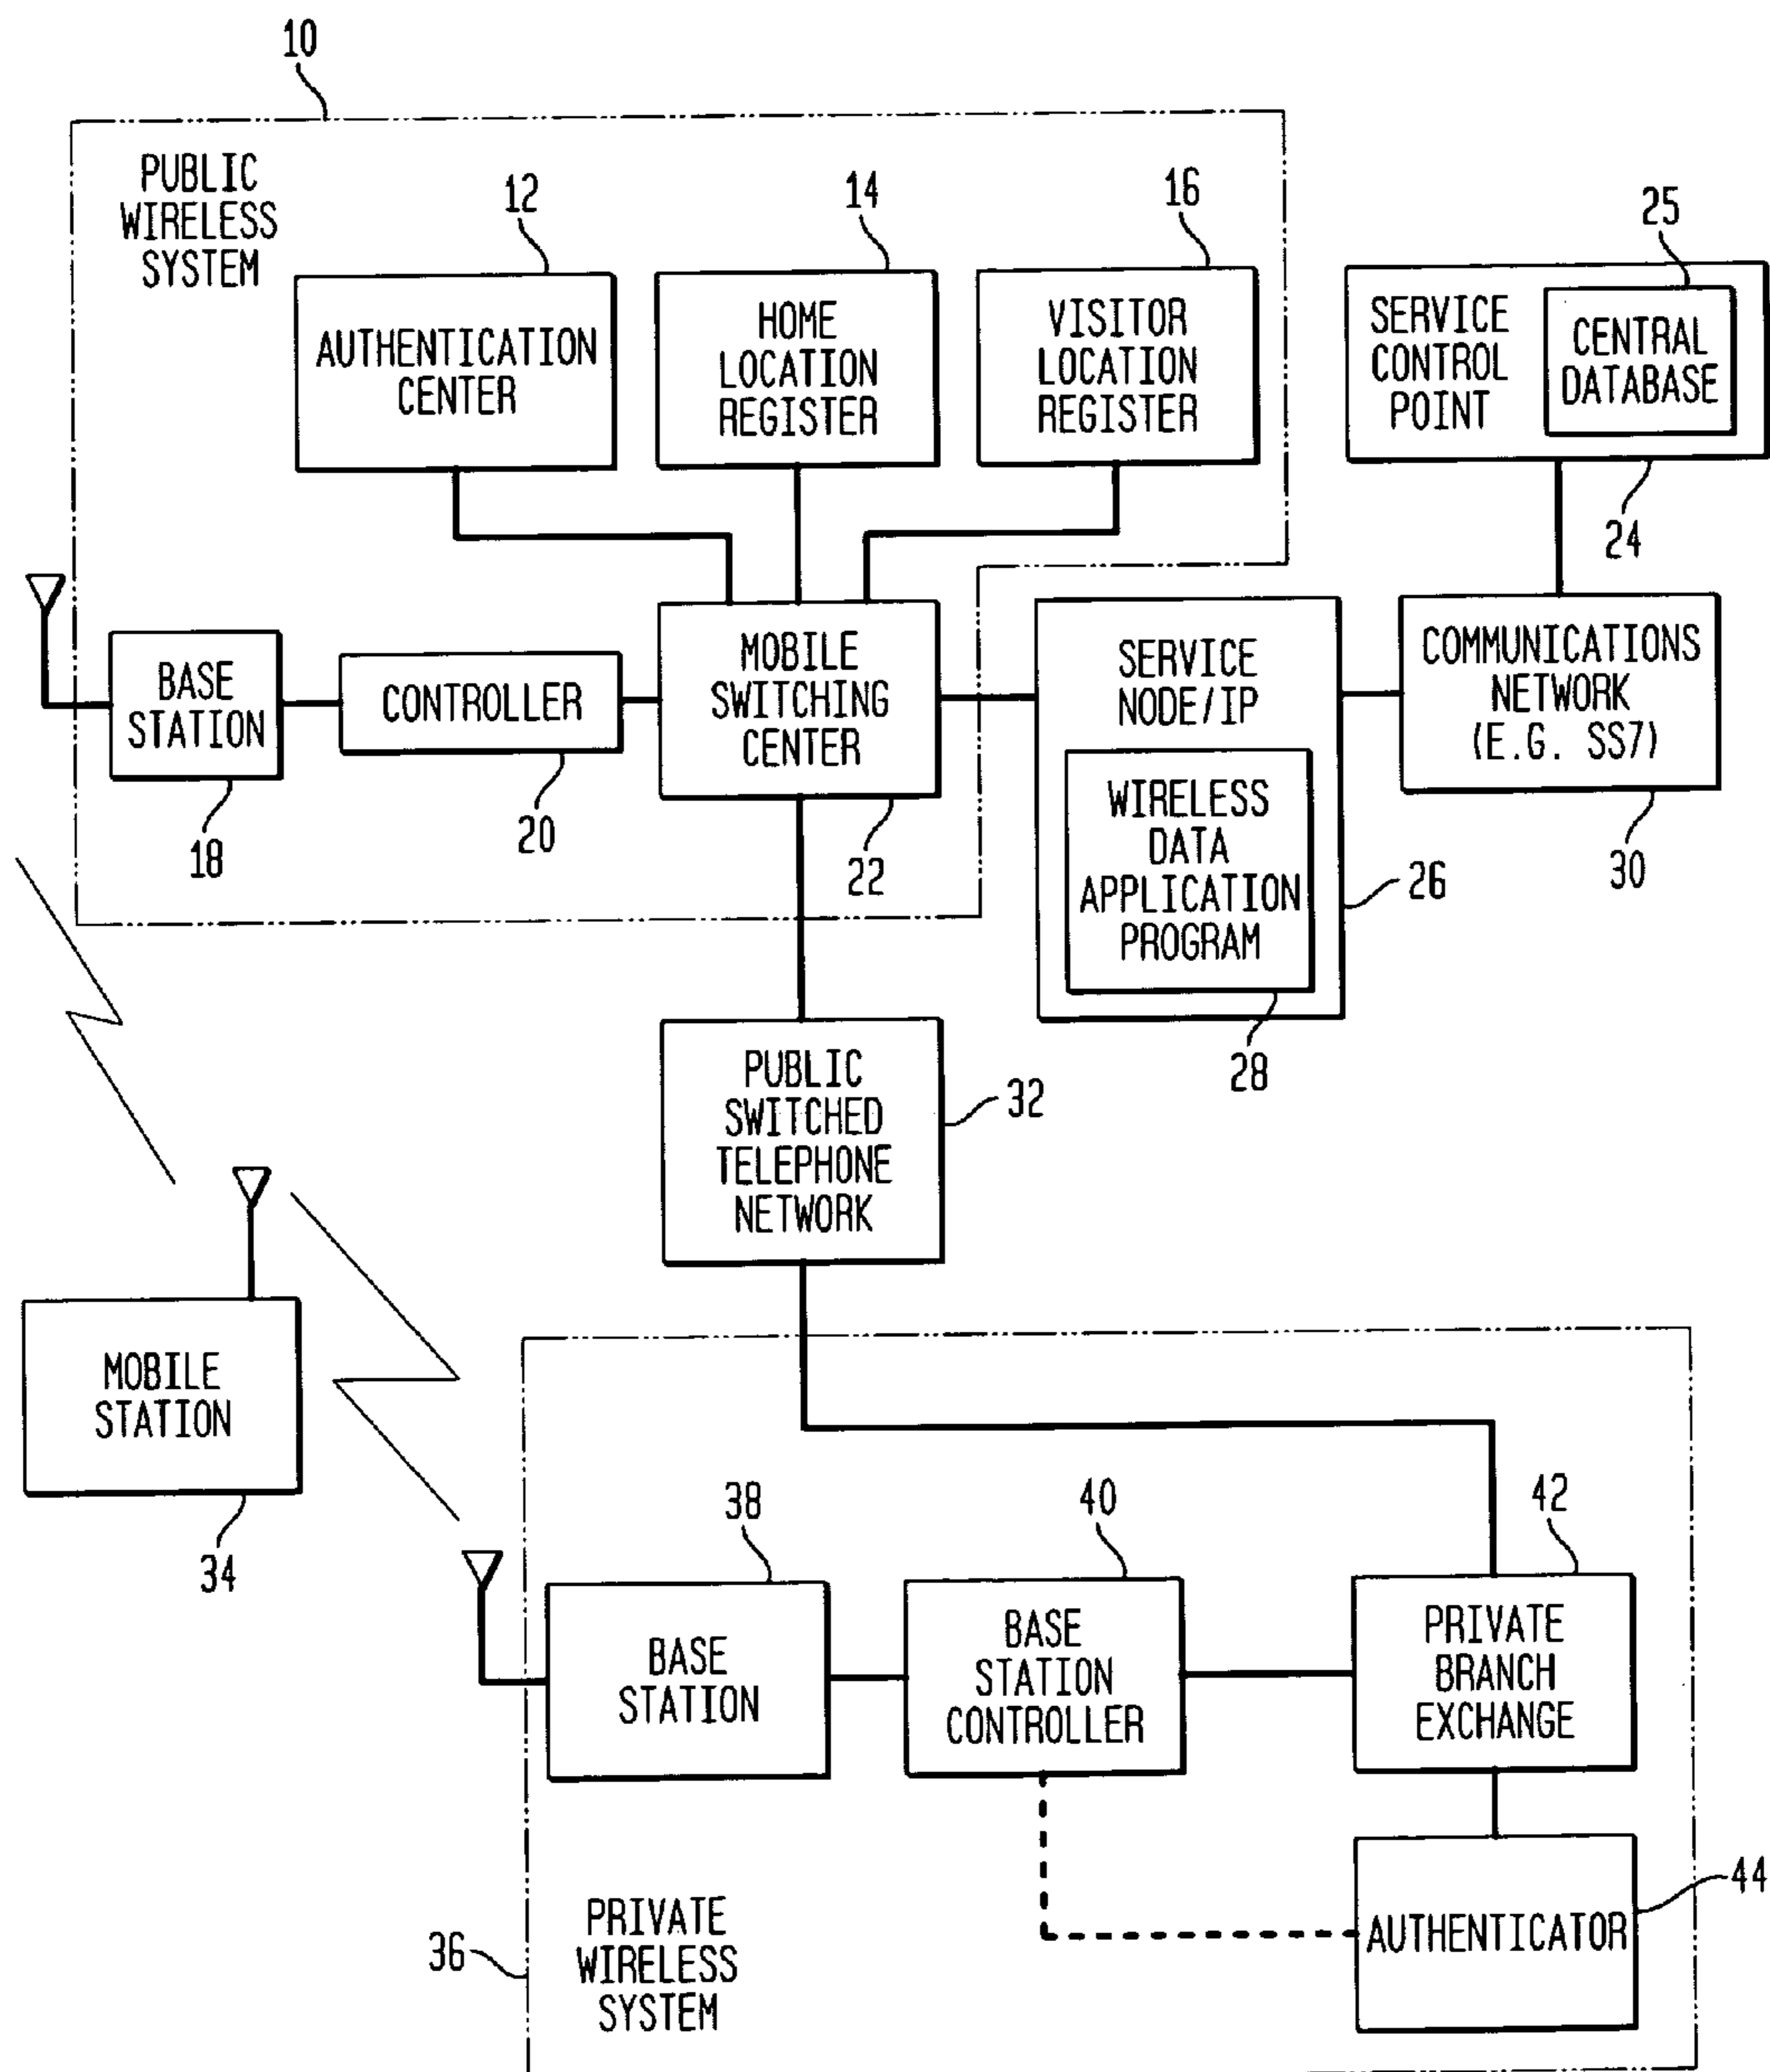 10
PUBLIC
WIRELESS
SYSTEM
12
AUTHENTICATION
CENTER
14
HOME
LOCATION
REGISTER
16
VISITOR
LOCATION
REGISTER
25
SERVICE
CONTROL
POINT
CENTRAL
DATABASE
24
BASE
STATION
18
CONTROLLER
20
MOBILE
SWITCHING
CENTER
22
SERVICE
NODE/IP
WIRELESS
DATA
APPLICATION
PROGRAM
26
28
COMMUNICATIONS
NETWORK
(E.G. SS7)
30
PUBLIC
SWITCHED
TELEPHONE
NETWORK
32
MOBILE
STATION
34
38
BASE
STATION
40
BASE
STATION
CONTROLLER
42
PRIVATE
BRANCH
EXCHANGE
44
AUTHENTICATOR
36
PRIVATE
WIRELESS
SYSTEM